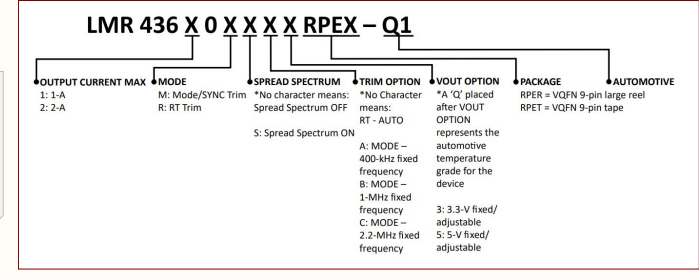 LMR 436 X 0 X X X X RPEX – Q1
OUTPUT CURRENT MAX
1: 1-A
2: 2-A
MODE
M: Mode/SYNC Trim
R: RT Trim
SPREAD SPECTRUM
*No character means:
Spread Spectrum OFF
S: Spread Spectrum ON
TRIM OPTION
*No Character
means:
RT - AUTO
A: MODE –
400-kHz fixed
frequency
B: MODE –
1-MHz fixed
frequency
C: MODE –
2.2-MHz fixed
frequency
VOUT OPTION
*A 'Q' placed
after VOUT
OPTION
represents the
automotive
temperature
grade for the
device
3: 3.3-V fixed/
adjustable
5: 5-V fixed/
adjustable
PACKAGE
RPER = VQFN 9-pin large reel
RPET = VQFN 9-pin tape
AUTOMOTIVE